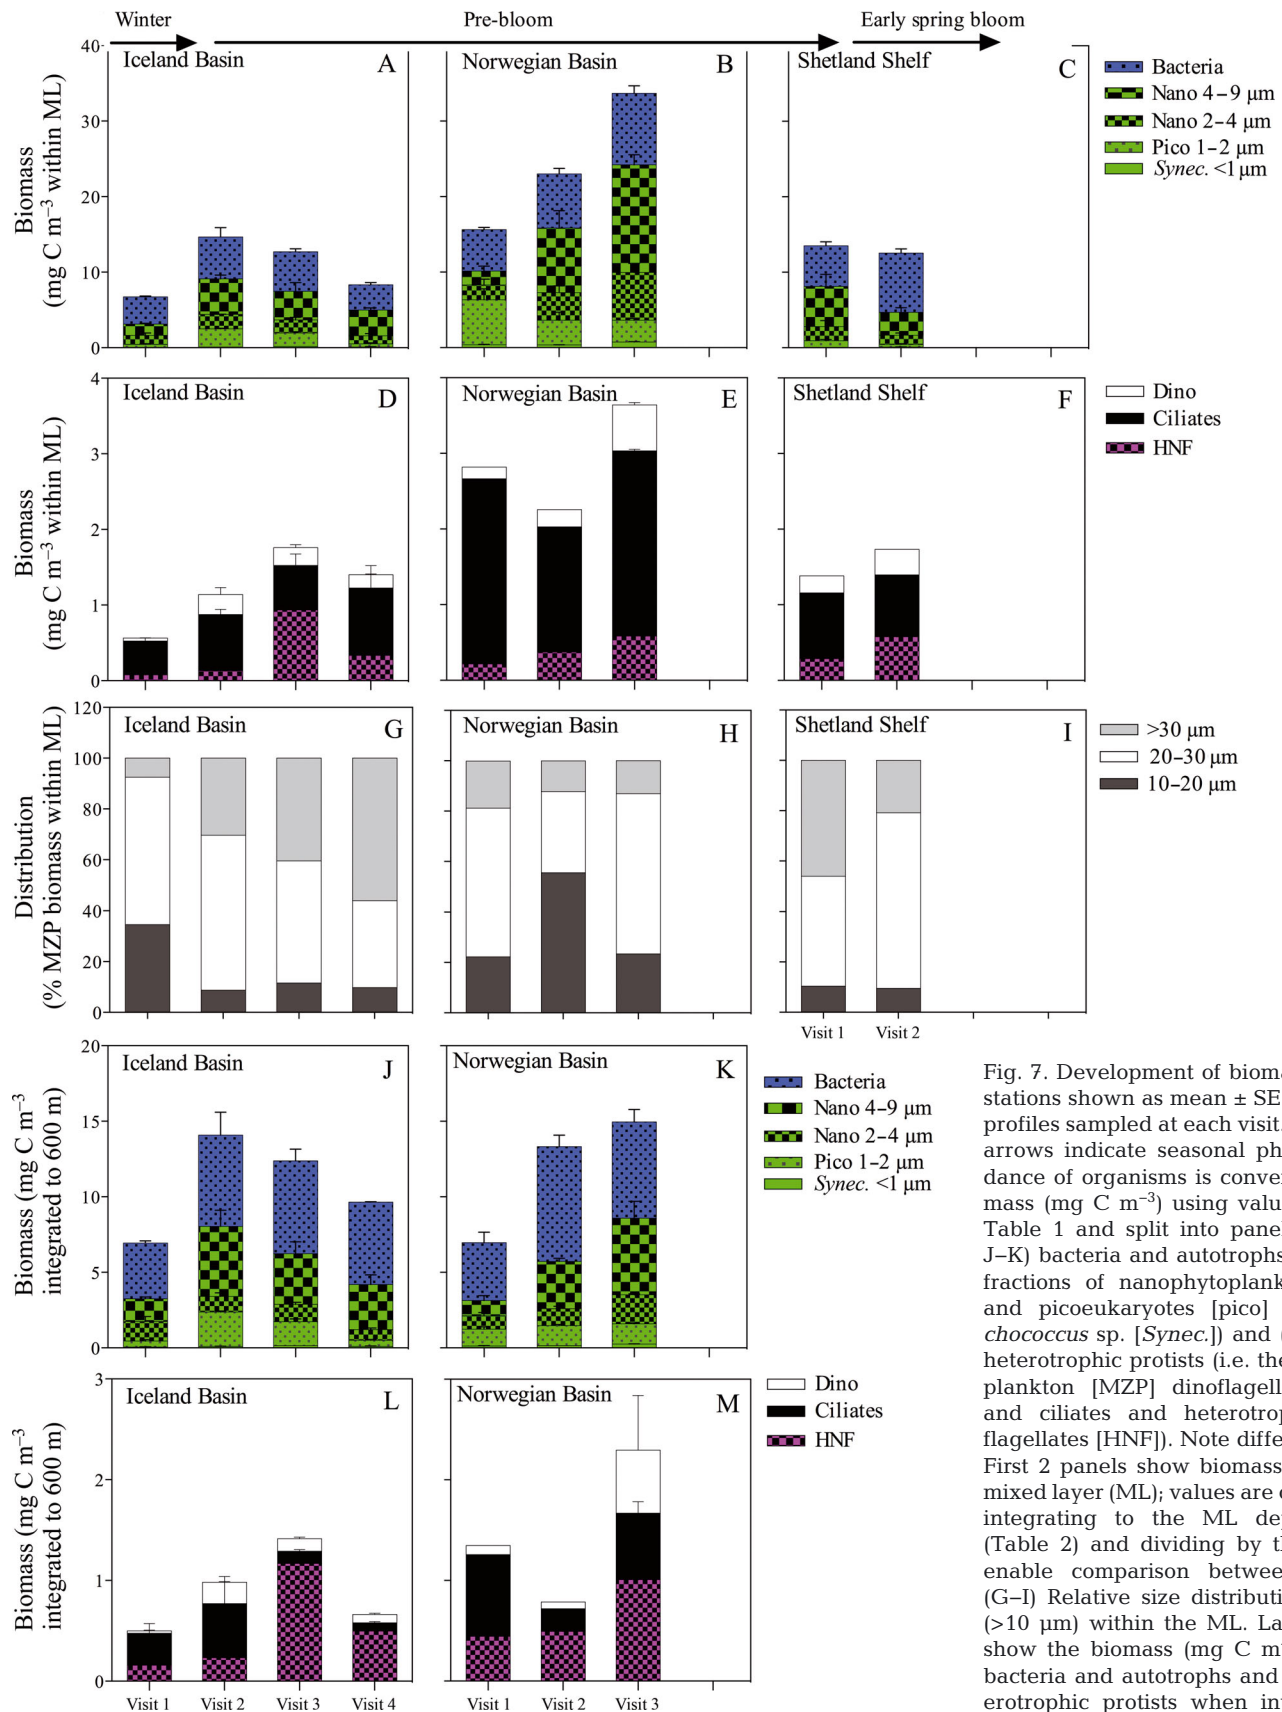 Winter
Pre-bloom
Early spring bloom
Iceland Basin A
Norwegian Basin B
Shetland Shelf C
Biomass
(mg C m⁻³ within ML)
40
30
20
10
0
Bacteria
Nano 4–9 µm
Nano 2–4 µm
Pico 1–2 µm
Synec. <1 µm
Iceland Basin D
Norwegian Basin E
Shetland Shelf F
Biomass
(mg C m⁻³ within ML)
4
3
2
1
0
Dino
Ciliates
HNF
Iceland Basin G
Norwegian Basin H
Shetland Shelf I
Distribution
(% MZP biomass within ML)
120
100
80
60
40
20
0
>30 µm
20–30 µm
10–20 µm
Visit 1 Visit 2
Iceland Basin J
Norwegian Basin K
Biomass (mg C m⁻³
integrated to 600 m)
20
15
10
5
0
Bacteria
Nano 4–9 µm
Nano 2–4 µm
Pico 1–2 µm
Synec. <1 µm
Iceland Basin L
Norwegian Basin M
Biomass (mg C m⁻³
integrated to 600 m)
3
2
1
0
Dino
Ciliates
HNF
Visit 1 Visit 2 Visit 3 Visit 4
Visit 1 Visit 2 Visit 3
Fig. 7. Development of bioma
stations shown as mean ± SE
profiles sampled at each visit.
arrows indicate seasonal pha
dance of organisms is conver
mass (mg C m⁻³) using valu
Table 1 and split into panel
J–K) bacteria and autotrophs
fractions of nanophytoplank
and picoeukaryotes [pico]
chococcus sp. [Synec.]) and (
heterotrophic protists (i.e. the
plankton [MZP] dinoflagell
and ciliates and heterotrop
flagellates [HNF]). Note diffe
First 2 panels show biomass
mixed layer (ML); values are c
integrating to the ML dep
(Table 2) and dividing by th
enable comparison betwee
(G–I) Relative size distributi
(>10 µm) within the ML. La
show the biomass (mg C m
bacteria and autotrophs and
erotrophic protists when in